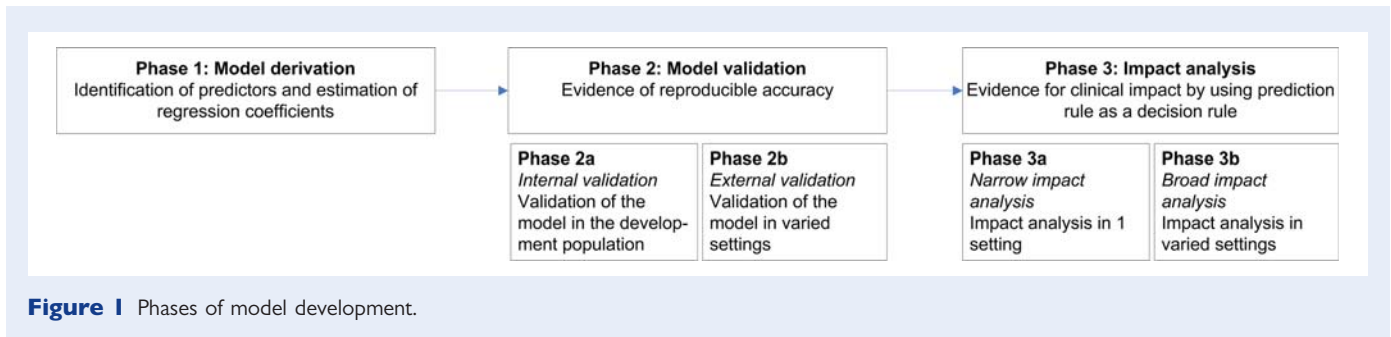 Phase 1: Model derivation
Identification of predictors and estimation of
regression coefficients
Phase 2: Model validation
Evidence of reproducible accuracy
Phase 3: Impact analysis
Evidence for clinical impact by using prediction
rule as a decision rule
Phase 2a
Internal validation
Validation of the
model in the develop-
ment population
Phase 2b
External validation
Validation of the
model in varied
settings
Phase 3a
Narrow impact
analysis
Impact analysis in 1
setting
Phase 3b
Broad impact
analysis
Impact analysis in
varied settings
Figure 1 Phases of model development.